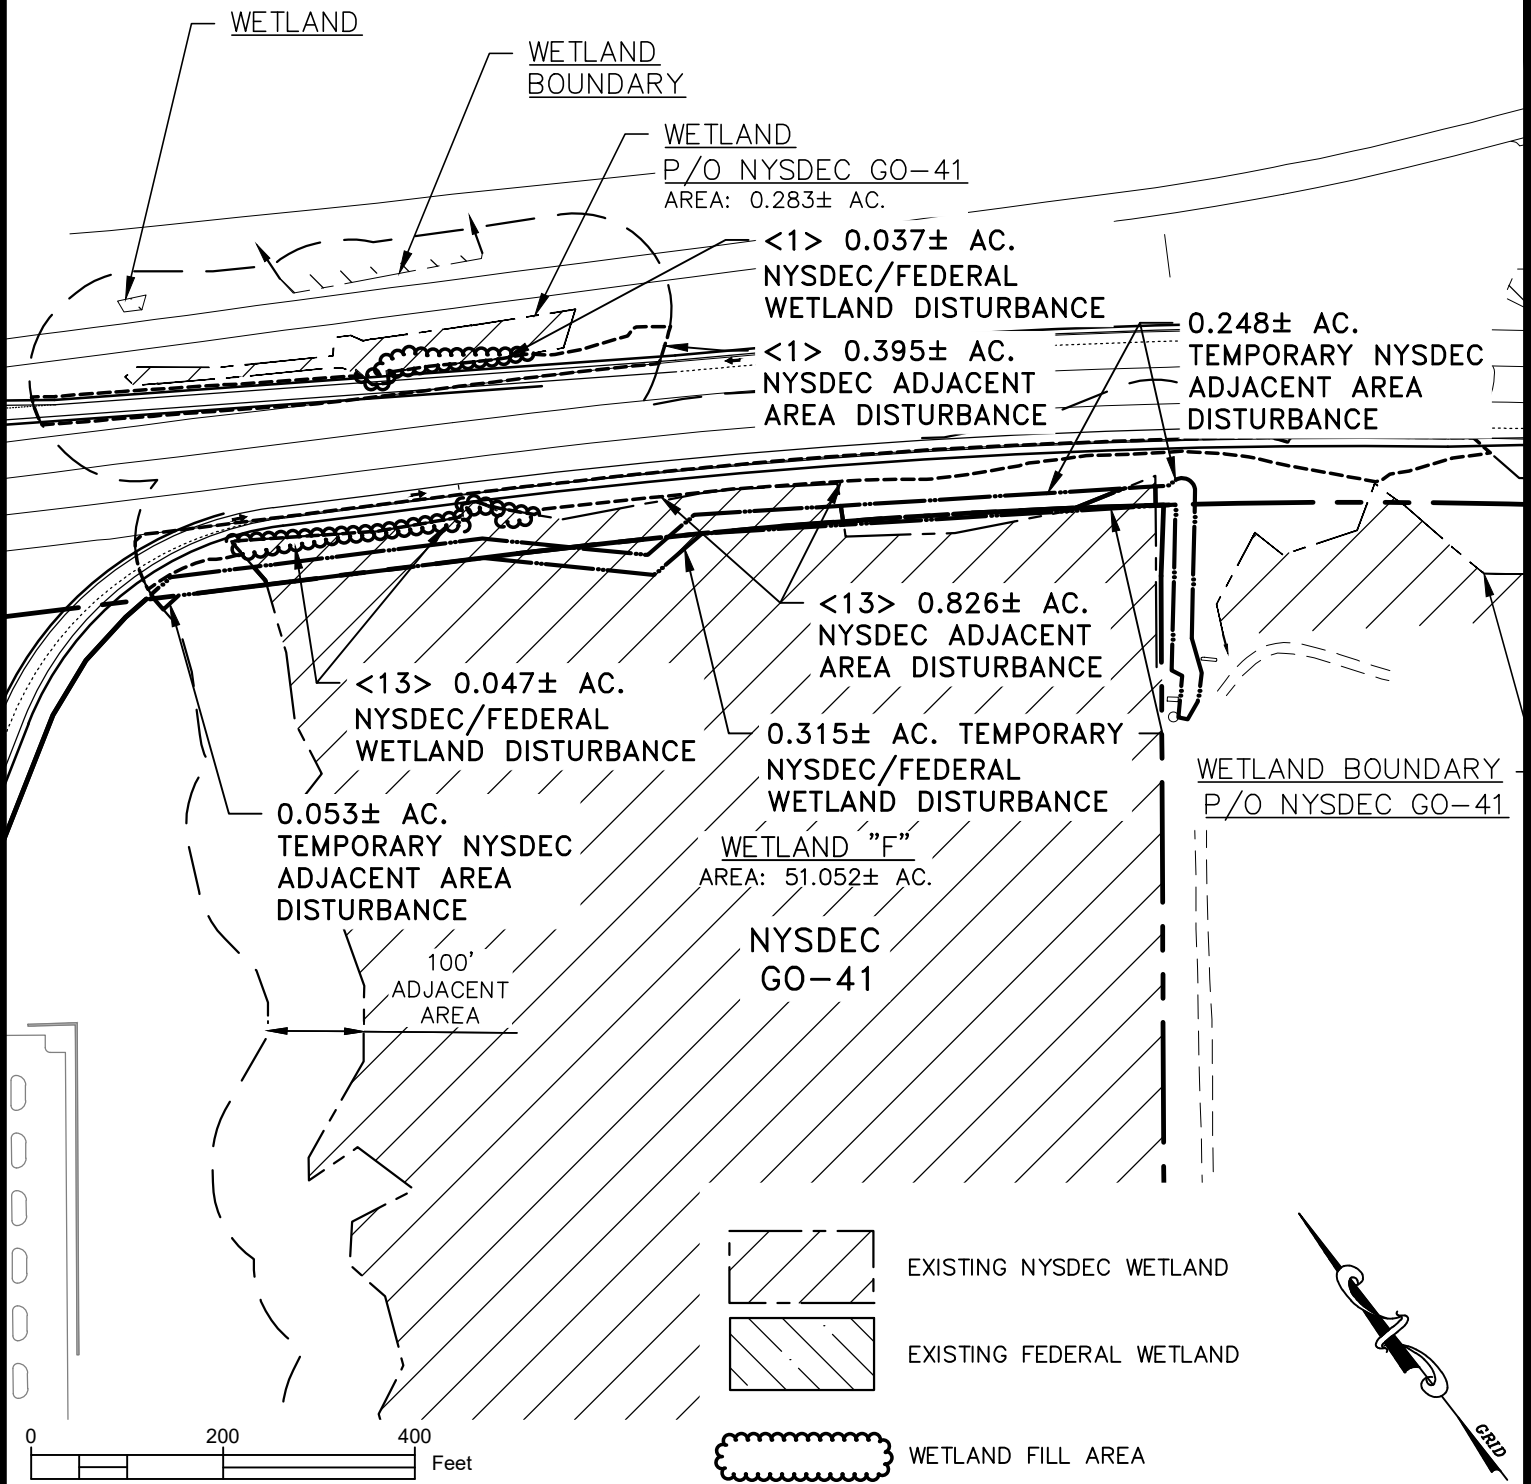 WETLAND
WETLAND
BOUNDARY
WETLAND
P/O NYSDEC GO-41
AREA: 0.283± AC.
<1> 0.037± AC.
NYSDEC/FEDERAL
WETLAND DISTURBANCE
<1> 0.395± AC.
NYSDEC ADJACENT
AREA DISTURBANCE
0.248± AC.
TEMPORARY NYSDEC
ADJACENT AREA
DISTURBANCE
<13> 0.826± AC.
NYSDEC ADJACENT
AREA DISTURBANCE
<13> 0.047± AC.
NYSDEC/FEDERAL
WETLAND DISTURBANCE
0.315± AC. TEMPORARY
NYSDEC/FEDERAL
WETLAND DISTURBANCE
WETLAND BOUNDARY
P/O NYSDEC GO-41
0.053± AC.
TEMPORARY NYSDEC
ADJACENT AREA
DISTURBANCE
WETLAND "F"
AREA: 51.052± AC.
NYSDEC
GO-41
100'
ADJACENT
AREA
EXISTING NYSDEC WETLAND
EXISTING FEDERAL WETLAND
WETLAND FILL AREA
0 200 400
Feet
GRID